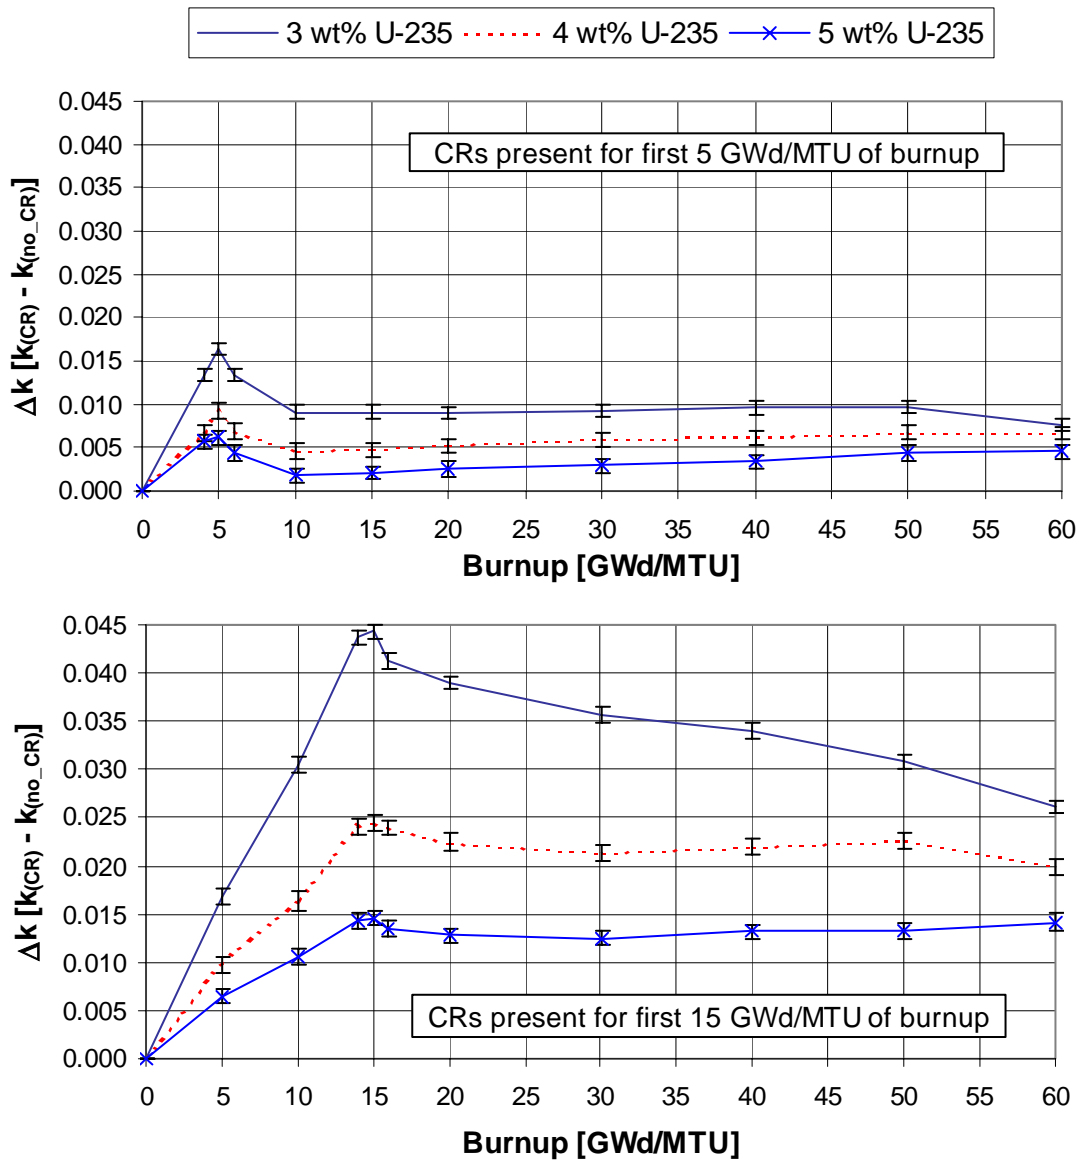 3 wt% U-235 4 wt% U-235 5 wt% U-235
0.045
0.040
0.035
0.030
0.025
0.020
0.015
0.010
0.005
0.000
Δk [k(CR) - k(no_CR)]
CRs present for first 5 GWd/MTU of burnup
0 5 10 15 20 25 30 35 40 45 50 55 60
Burnup [GWd/MTU]
0.045
0.040
0.035
0.030
0.025
0.020
0.015
0.010
0.005
0.000
Δk [k(CR) - k(no_CR)]
CRs present for first 15 GWd/MTU of burnup
0 5 10 15 20 25 30 35 40 45 50 55 60
Burnup [GWd/MTU]